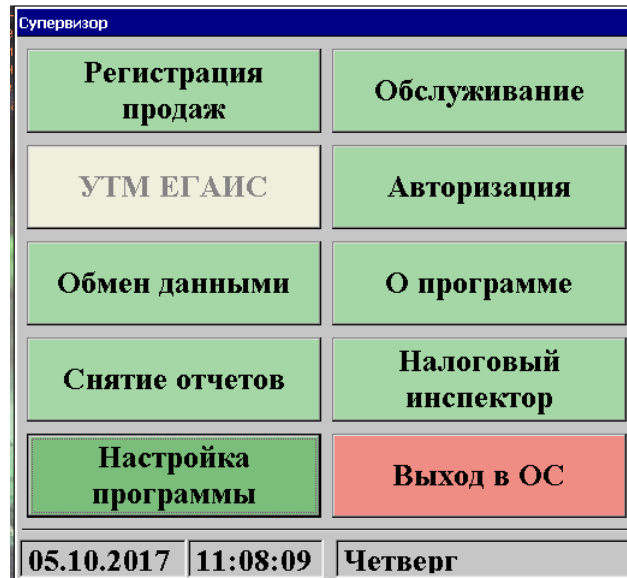 Супервизор
Регистрация
продаж
Обслуживание
УТМ ЕГАИС
Авторизация
Обмен данными
О программе
Снятие отчетов
Налоговый
инспектор
Настройка
программы
Выход в ОС
05.10.2017 11:08:09 Четверг